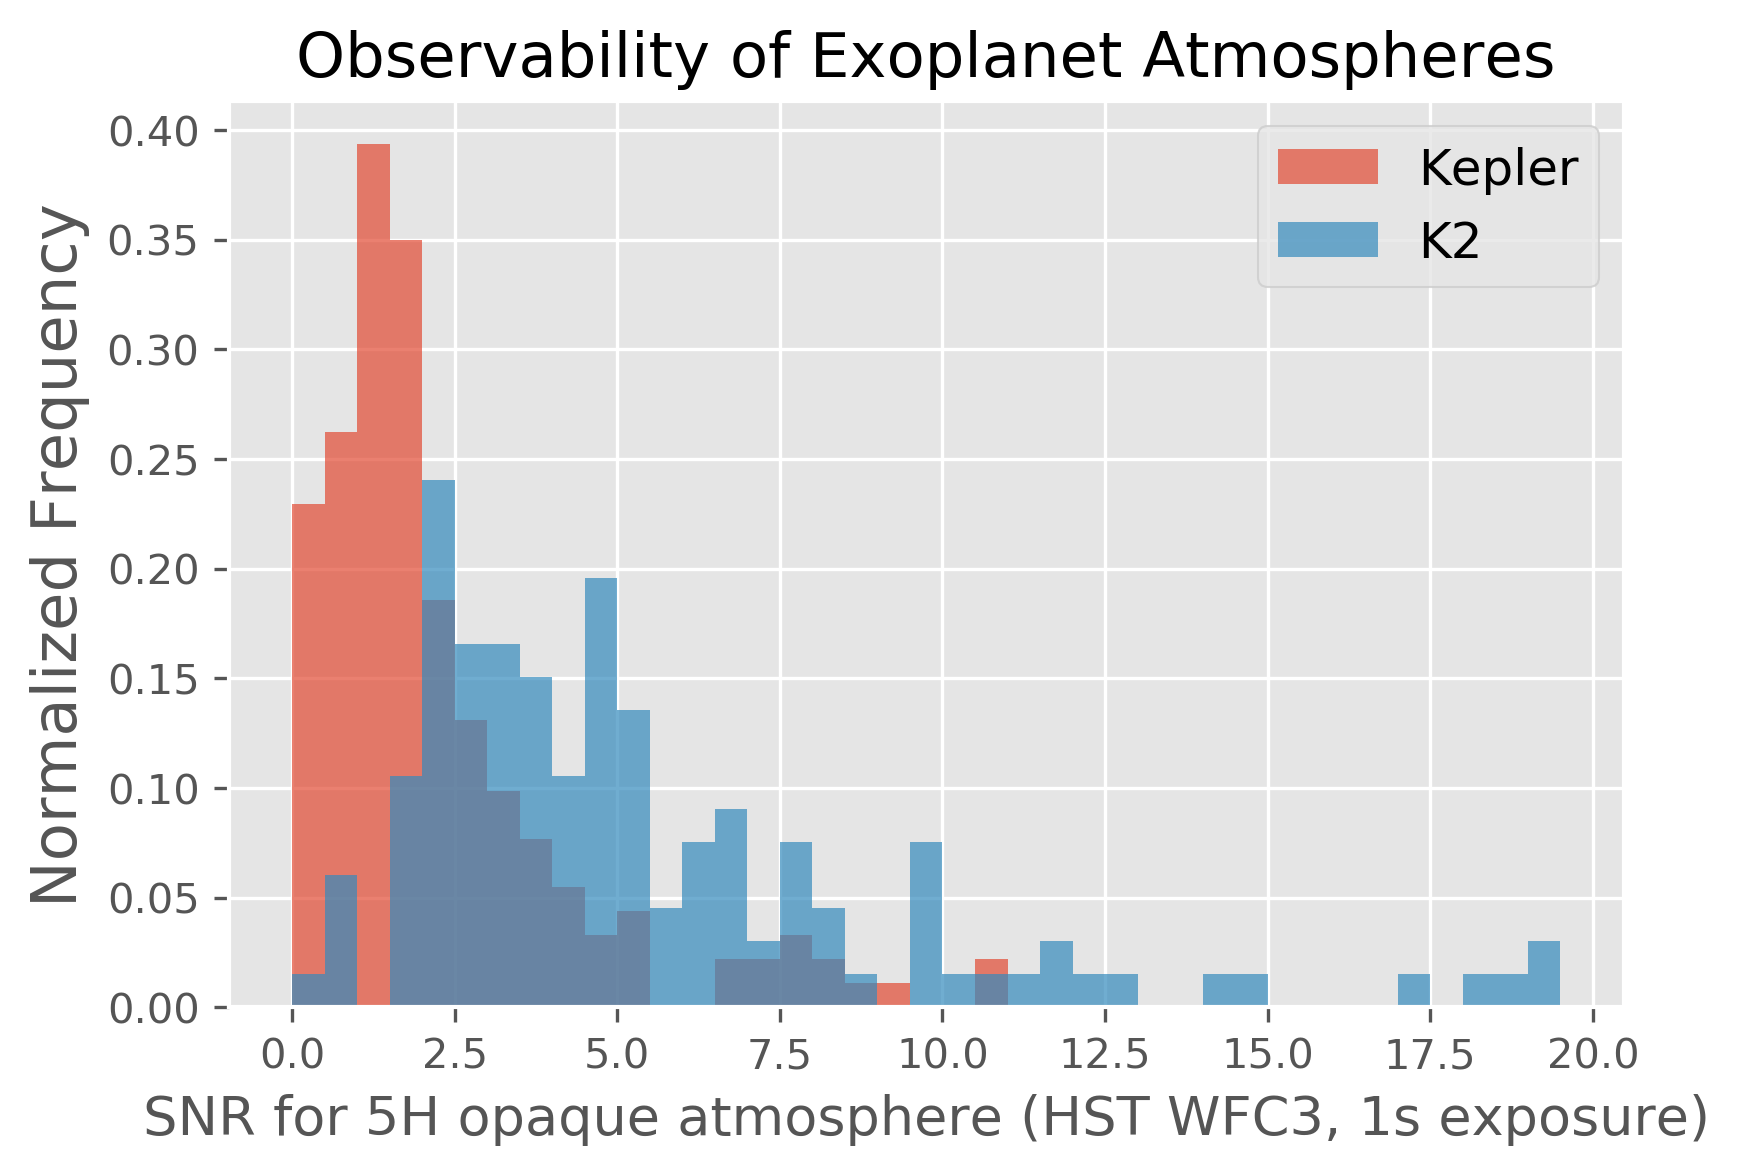 Observability of Exoplanet Atmospheres
Kepler
K2
Normalized Frequency
0.40
0.35
0.30
0.25
0.20
0.15
0.10
0.05
0.00
0.0 2.5 5.0 7.5 10.0 12.5 15.0 17.5 20.0
SNR for 5H opaque atmosphere (HST WFC3, 1s exposure)